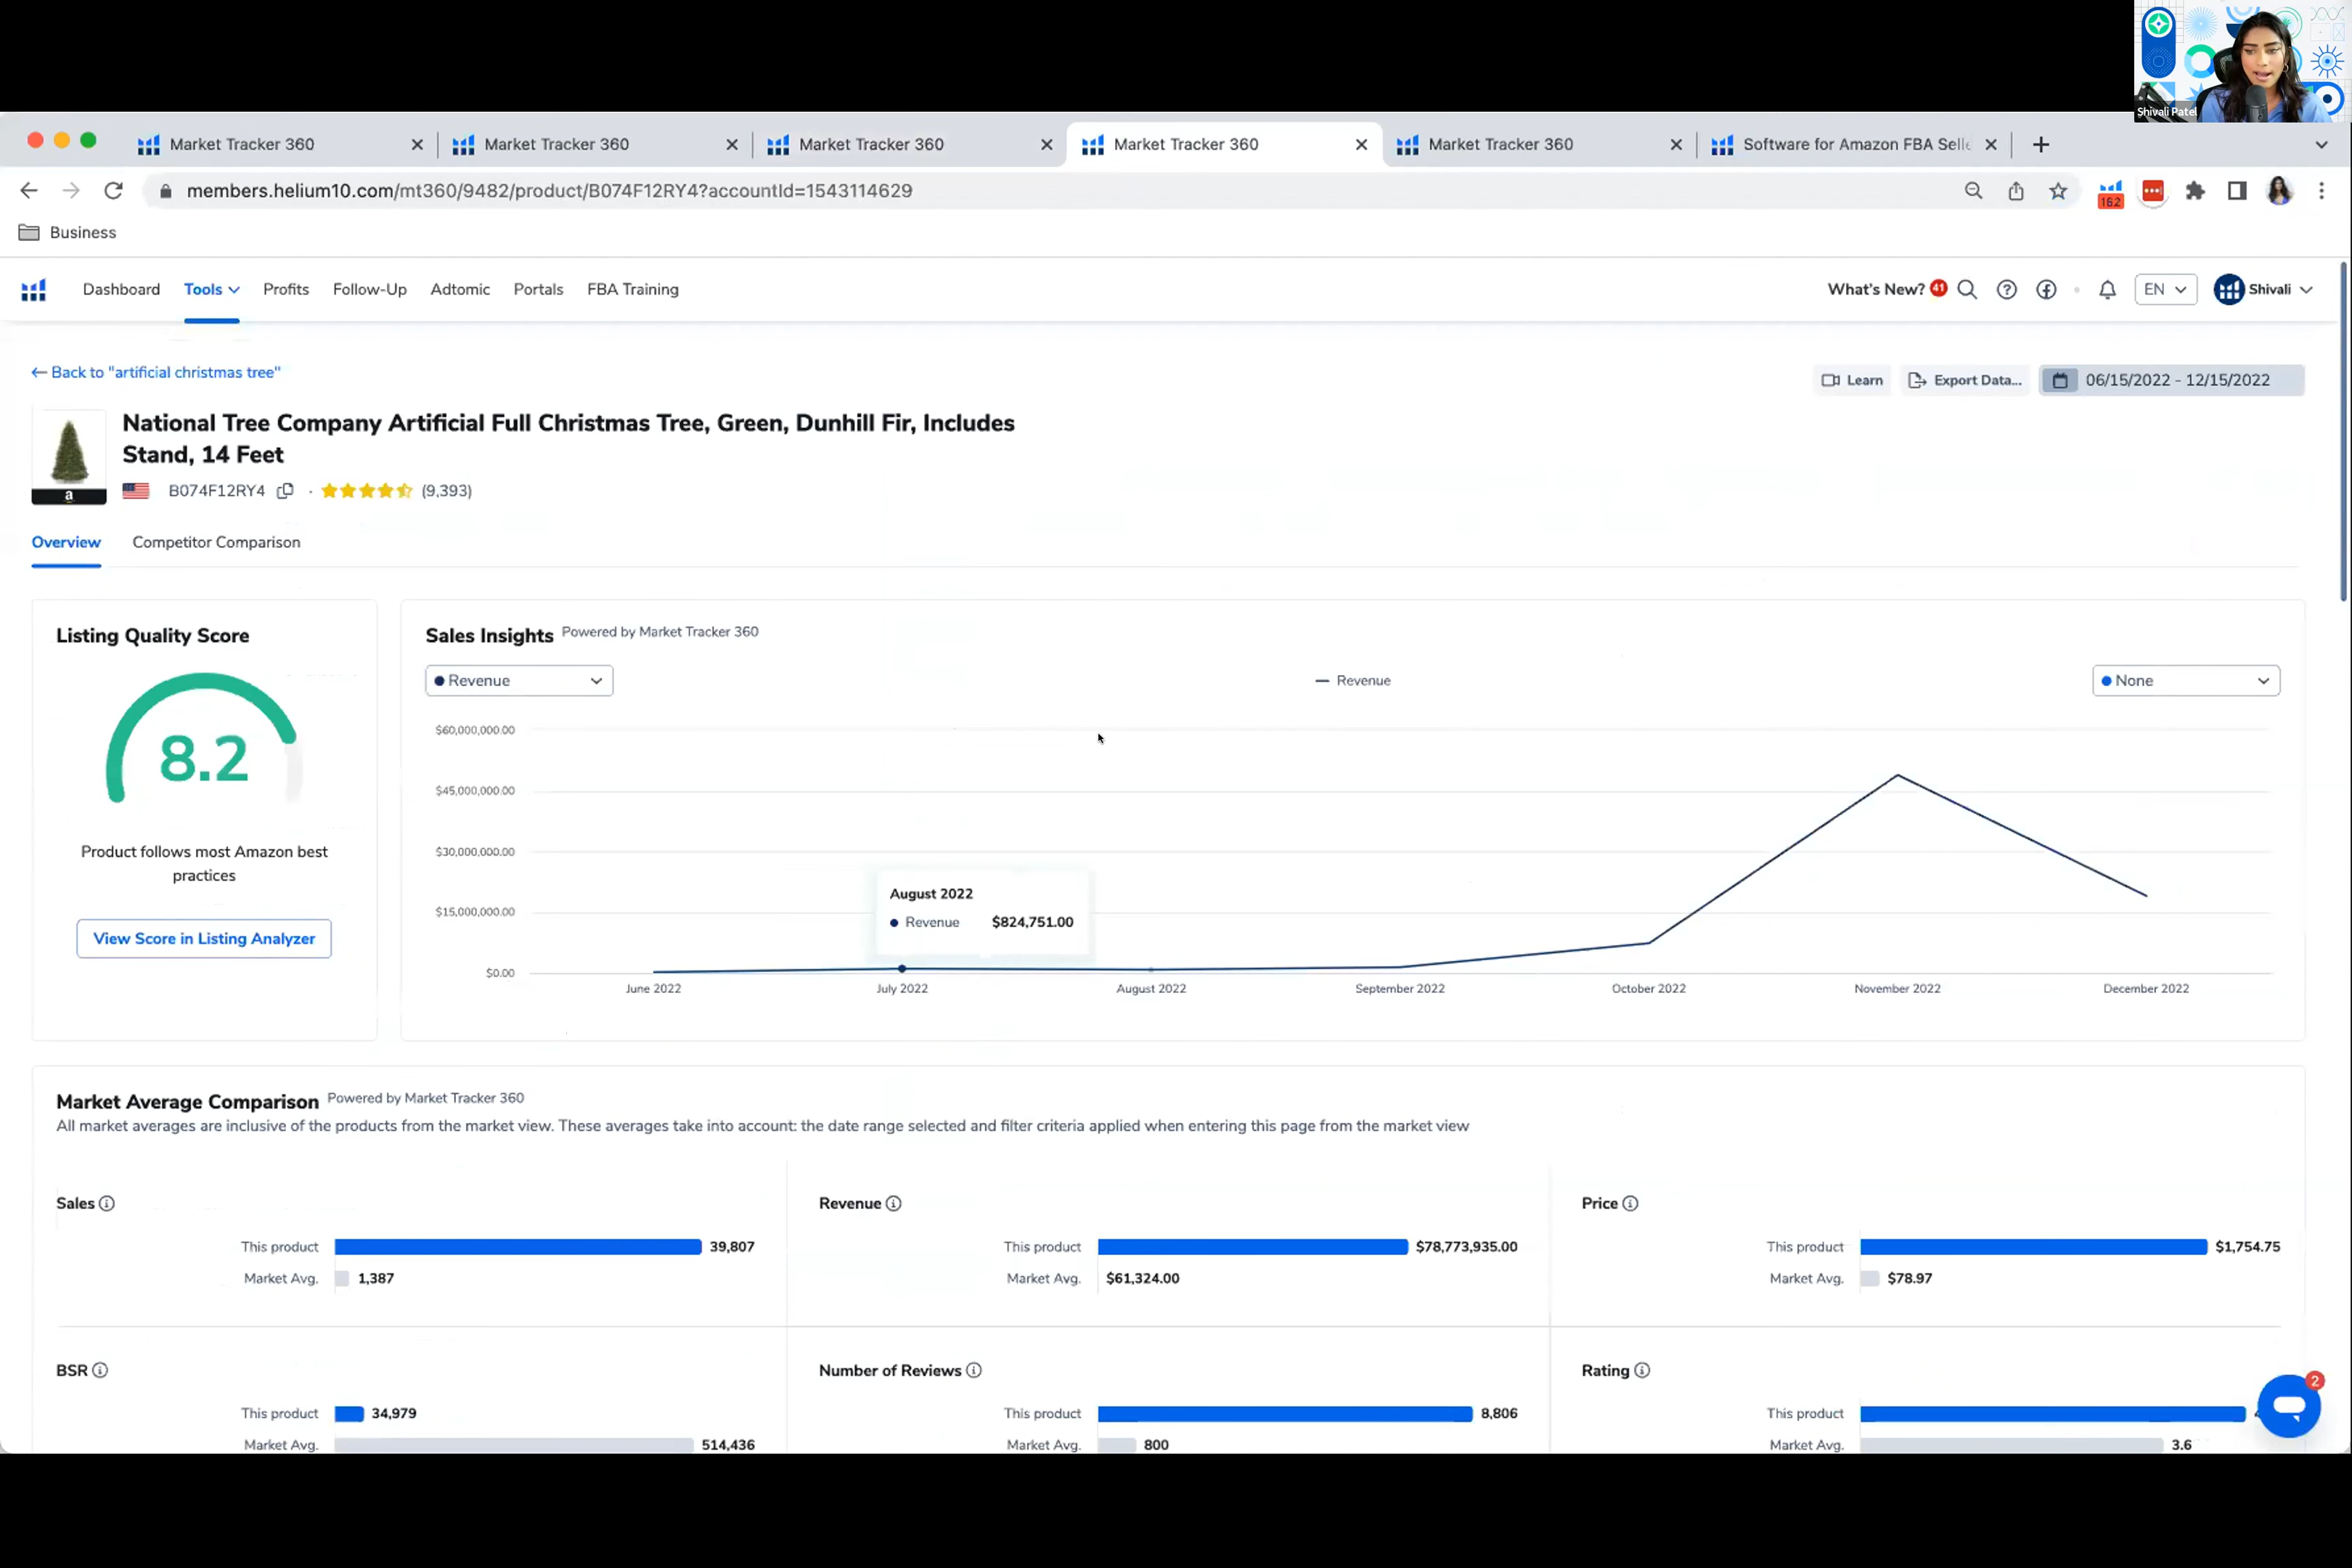 Shivali Patel
Market Tracker 360
Market Tracker 360
Market Tracker 360
Market Tracker 360
Market Tracker 360
Software for Amazon FBA Selle
members.helium10.com/mt360/9482/product/B074F12RY4?accountId=1543114629
162
Business
Dashboard Tools Profits Follow-Up Adtomic Portals FBA Training
What's New? 41 EN Shivali
← Back to "artificial christmas tree"
Learn Export Data... 06/15/2022 - 12/15/2022
National Tree Company Artificial Full Christmas Tree, Green, Dunhill Fir, Includes
Stand, 14 Feet
a
B074F12RY4 · (9,393)
Overview Competitor Comparison
Listing Quality Score
8.2
Product follows most Amazon best
practices
View Score in Listing Analyzer
Sales Insights Powered by Market Tracker 360
Revenue
Revenue
None
$60,000,000.00
$45,000,000.00
$30,000,000.00
$15,000,000.00
$0.00
August 2022
Revenue $824,751.00
June 2022 July 2022 August 2022 September 2022 October 2022 November 2022 December 2022
Market Average Comparison Powered by Market Tracker 360
All market averages are inclusive of the products from the market view. These averages take into account: the date range selected and filter criteria applied when entering this page from the market view
Sales
This product 39,807
Market Avg. 1,387
Revenue
This product $78,773,935.00
Market Avg. $61,324.00
Price
This product $1,754.75
Market Avg. $78.97
BSR
This product 34,979
Market Avg. 514,436
Number of Reviews
This product 8,806
Market Avg. 800
Rating
This product
Market Avg. 3.6
2